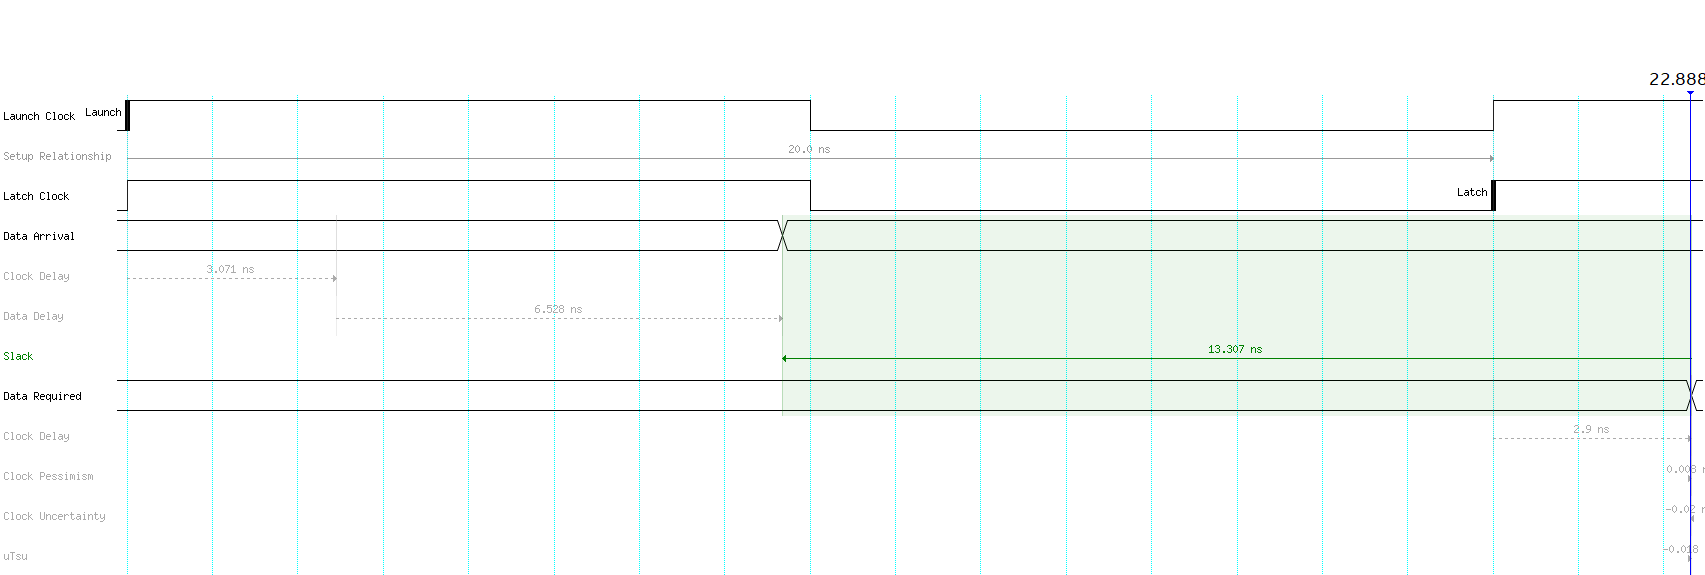 22.888
Launch Clock Launch
Setup Relationship 20.0 ns
Latch Clock Latch
Data Arrival
Clock Delay 3.071 ns
Data Delay 6.528 ns
Slack 13.307 ns
Data Required
Clock Delay 2.9 ns
Clock Pessimism 0.003
Clock Uncertainty -0.02
uTsu -0.018